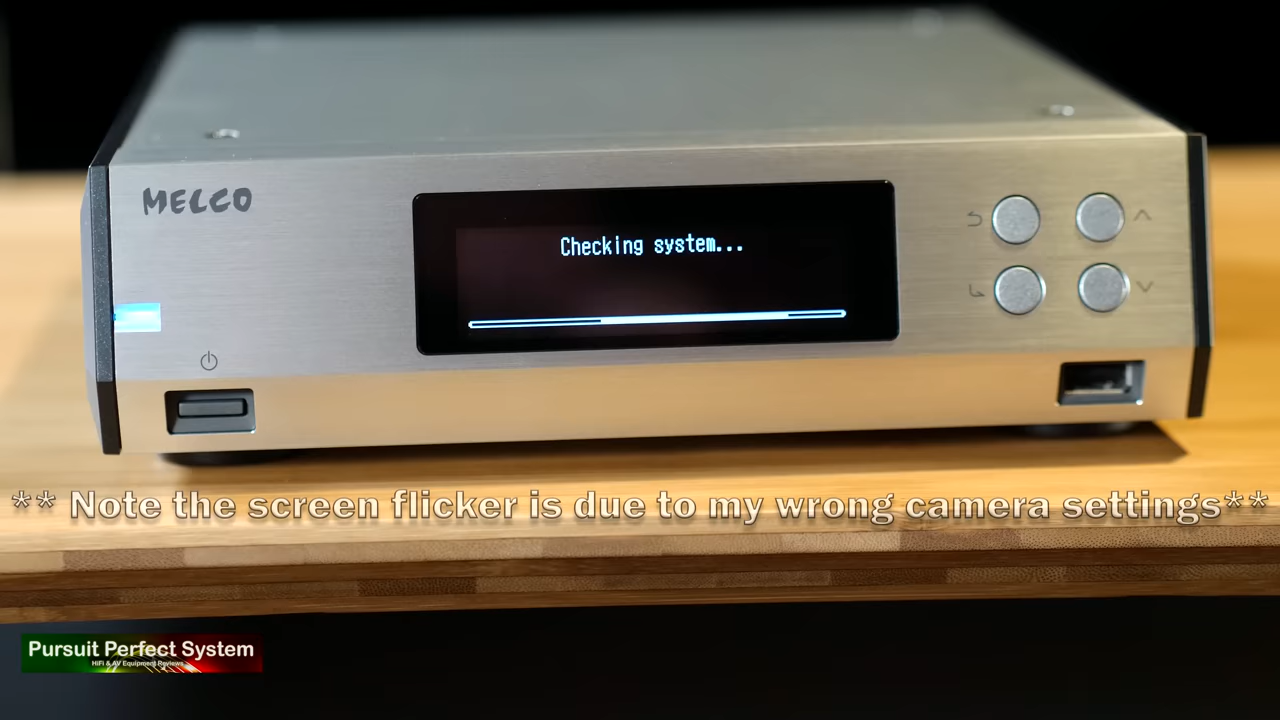 MELCO
Checking system...
** Note the screen flicker is due to my wrong camera settings**
Pursuit Perfect System
HiFi & AV Equipment Reviews